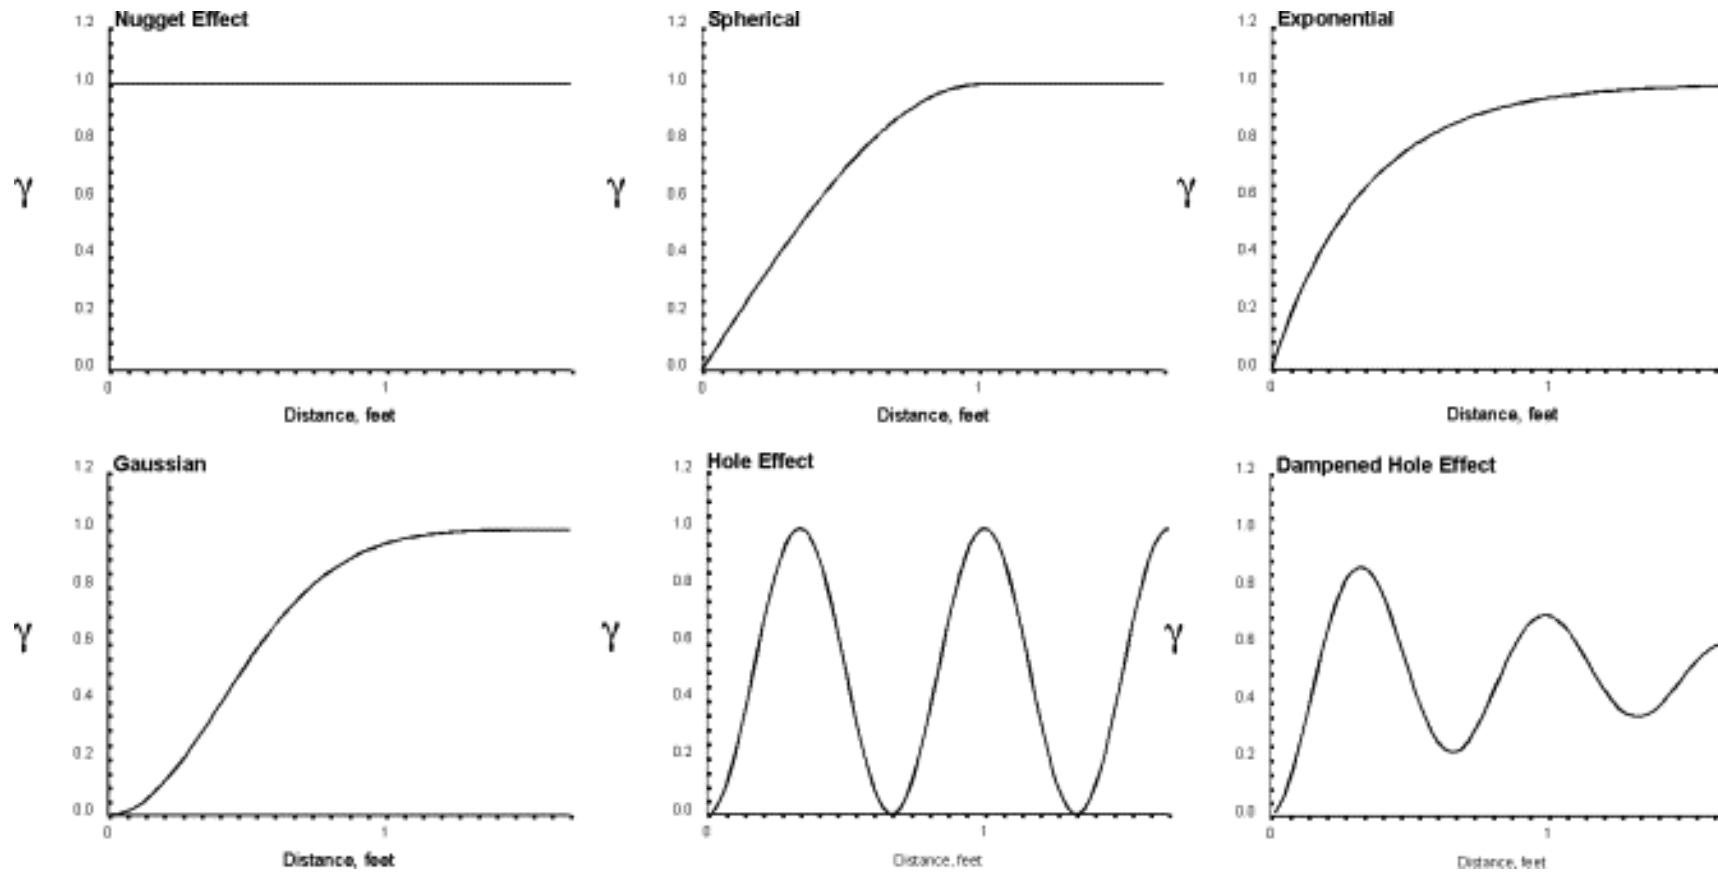 Nugget Effect
1.2
1.0
0.8
0.6
0.4
0.2
0.0
γ
0 1
Distance, feet
Spherical
1.2
1.0
0.8
0.6
0.4
0.2
0.0
γ
0 1
Distance, feet
Exponential
1.2
1.0
0.8
0.6
0.4
0.2
0.0
γ
0 1
Distance, feet
Gaussian
1.2
1.0
0.8
0.6
0.4
0.2
0.0
γ
0 1
Distance, feet
Hole Effect
1.2
1.0
0.8
0.6
0.4
0.2
0.0
γ
0 1
Distance, feet
Dampened Hole Effect
1.2
1.0
0.8
0.6
0.4
0.2
0.0
γ
0 1
Distance, feet